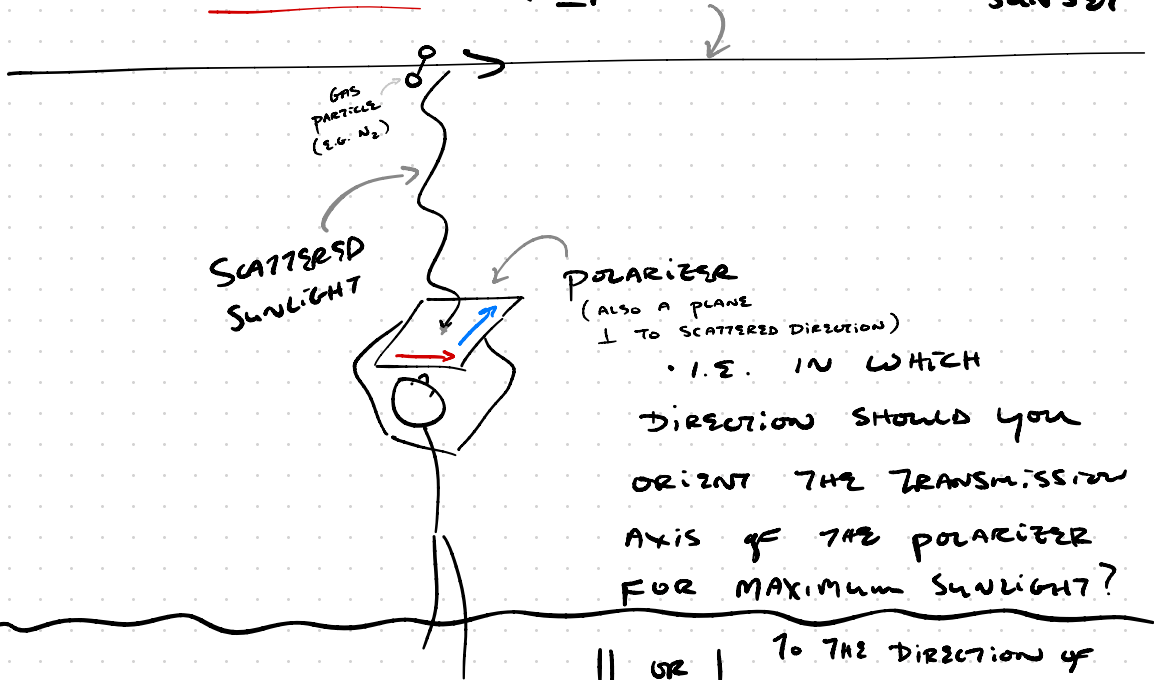 SUNSET
GAS
PARTICLE
(E.G. N₂)
SCATTERED
SUNLIGHT
POLARIZER
(ALSO A PLANE
⊥ TO SCATTERED DIRECTION)
• I.E. IN WHICH
DIRECTION SHOULD YOU
ORIENT THE TRANSMISSION
AXIS OF THE POLARIZER
FOR MAXIMUM SUNLIGHT?
TO THE DIRECTION OF
|| OR